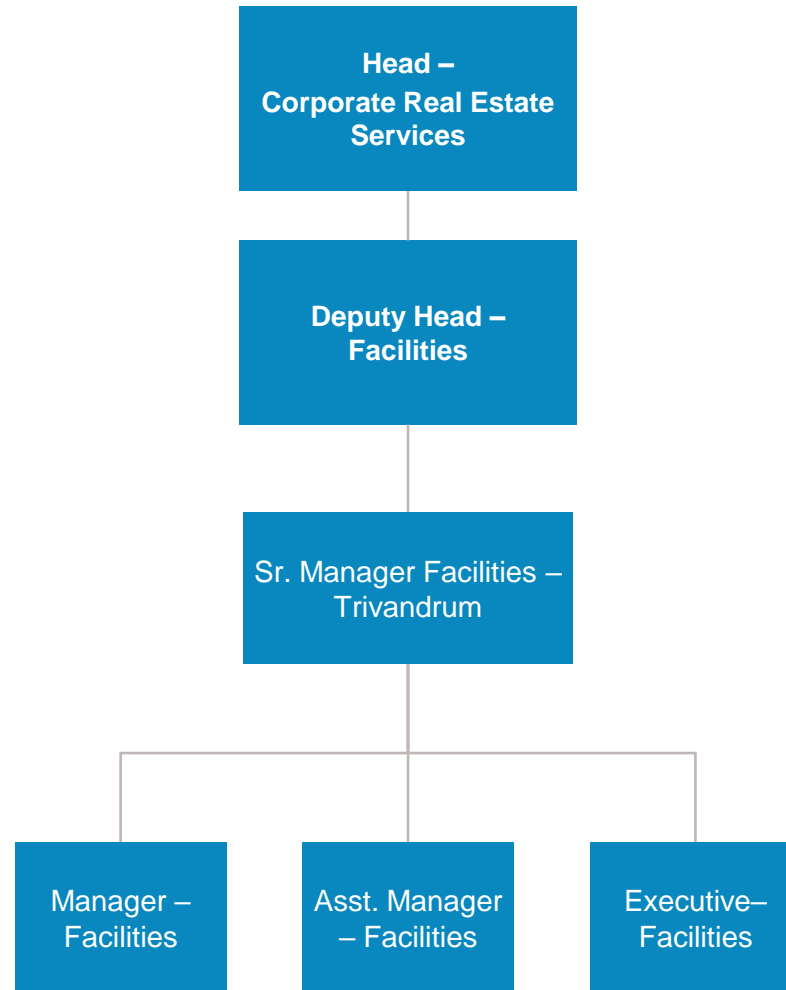 Head –
Corporate Real Estate
Services
Deputy Head –
Facilities
Sr. Manager Facilities –
Trivandrum
Manager –
Facilities
Asst. Manager
– Facilities
Executive–
Facilities